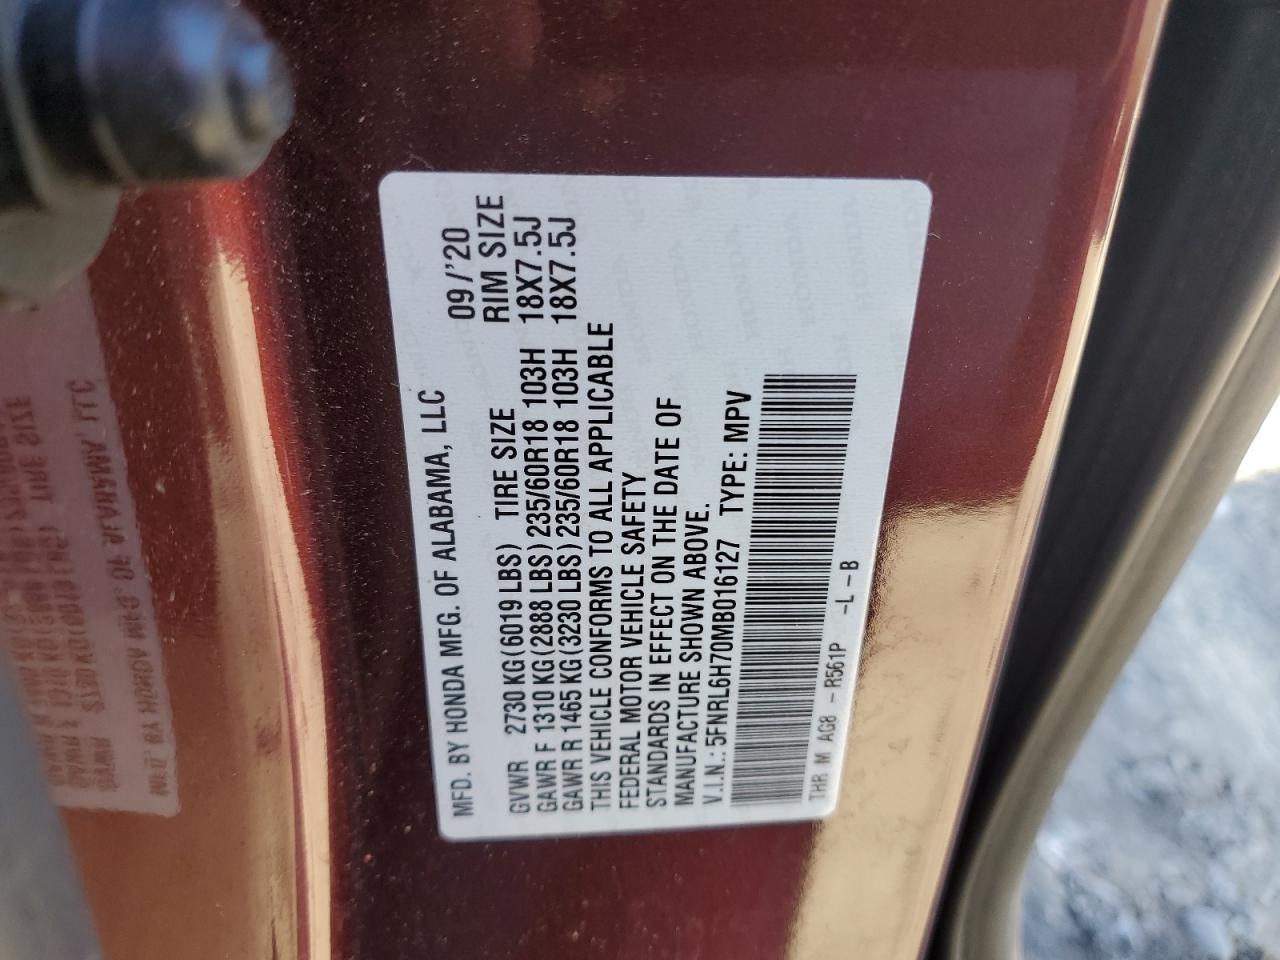 MFD. BY HONDA MFG. OF ALABAMA, LLC 09/'20
GVWR 2730 KG(6019 LBS) TIRE SIZE RIM SIZE
GAWR F 1310 KG(2888 LBS)235/60R18 103H 18X7.5J
GAWR R 1465 KG(3230 LBS)235/60R18 103H 18X7.5J
THIS VEHICLE CONFORMS TO ALL APPLICABLE
FEDERAL MOTOR VEHICLE SAFETY
STANDARDS IN EFFECT ON THE DATE OF
MANUFACTURE SHOWN ABOVE.
V.I.N.: 5FNRL6H70MB016127 TYPE: MPV
THR M AG8 -R561P -L-B